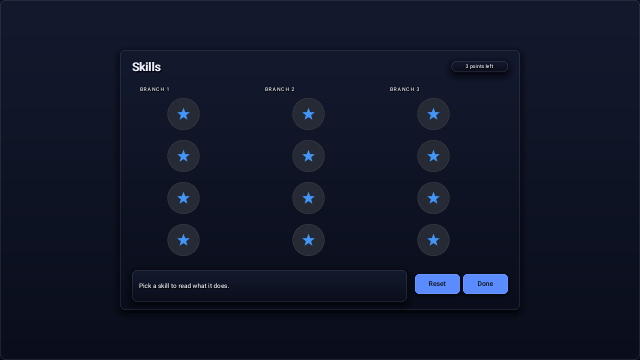 Skills
3 points left
BRANCH 1
BRANCH 2
BRANCH 3
Pick a skill to read what it does.
Reset
Done